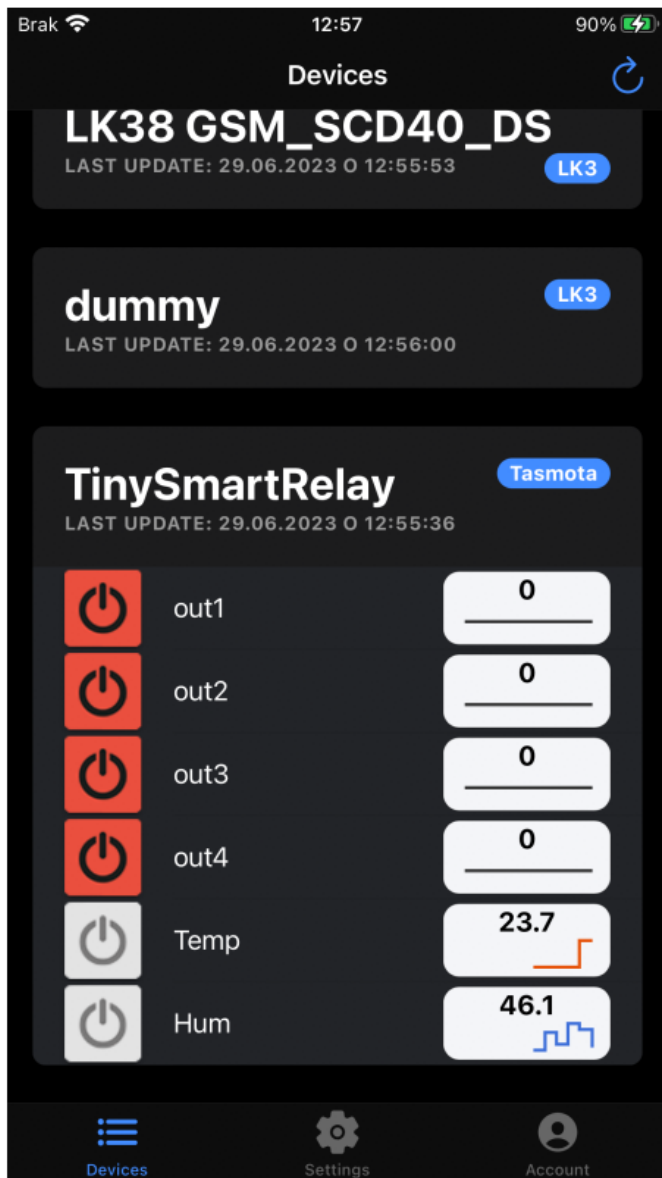 Brak 12:57 90%
Devices
LK38 GSM_SCD40_DS
LAST UPDATE: 29.06.2023 O 12:55:53 LK3
dummy LK3
LAST UPDATE: 29.06.2023 O 12:56:00
TinySmartRelay Tasmota
LAST UPDATE: 29.06.2023 O 12:55:36
out1 0
out2 0
out3 0
out4 0
Temp 23.7
Hum 46.1
Devices Settings Account